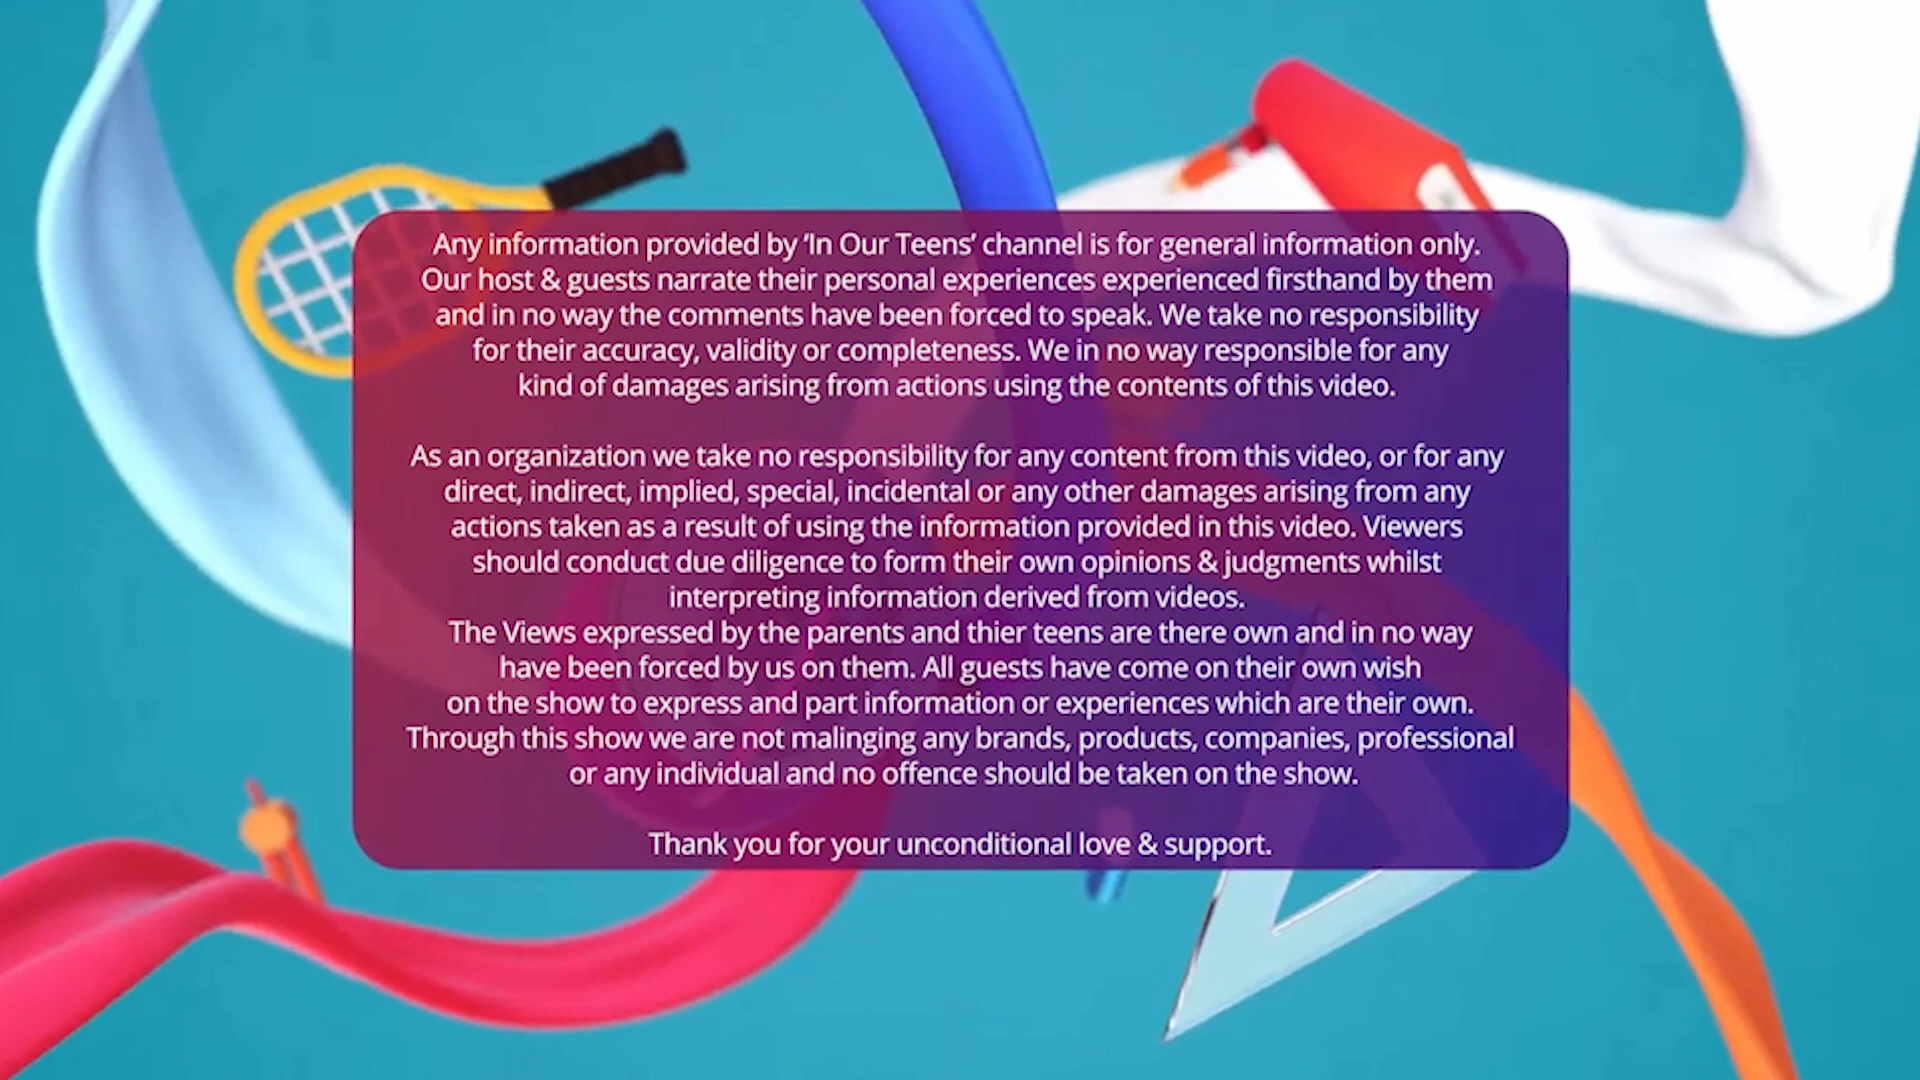 Any information provided by ‘In Our Teens’ channel is for general information only.
Our host & guests narrate their personal experiences experienced firsthand by them
and in no way the comments have been forced to speak. We take no responsibility
for their accuracy, validity or completeness. We in no way responsible for any
kind of damages arising from actions using the contents of this video.
As an organization we take no responsibility for any content from this video, or for any
direct, indirect, implied, special, incidental or any other damages arising from any
actions taken as a result of using the information provided in this video. Viewers
should conduct due diligence to form their own opinions & judgments whilst
interpreting information derived from videos.
The Views expressed by the parents and thier teens are there own and in no way
have been forced by us on them. All guests have come on their own wish
on the show to express and part information or experiences which are their own.
Through this show we are not malinging any brands, products, companies, professional
or any individual and no offence should be taken on the show.
Thank you for your unconditional love & support.